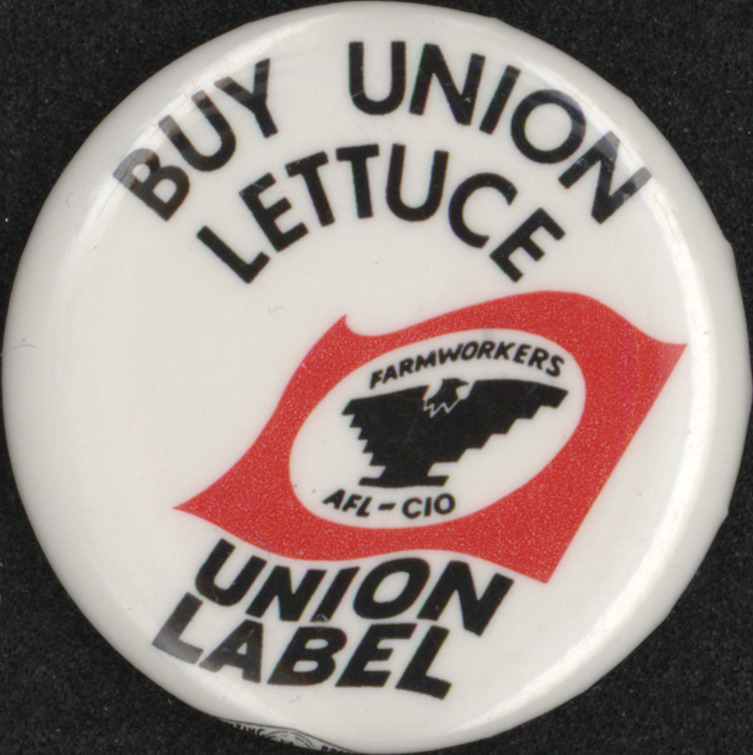 BUY UNION
LETTUCE
FARMWORKERS
AFL-CIO
UNION
LABEL